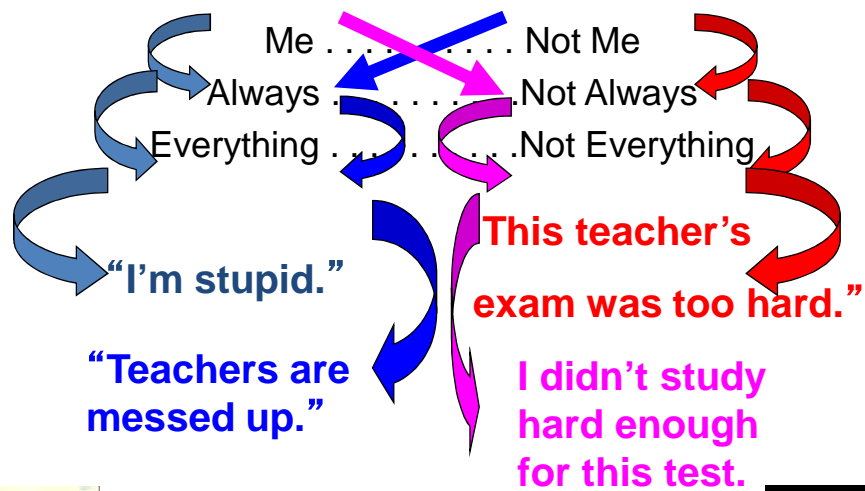 Me . . . . . . . . . . Not Me
Always . . . . . . . . . . .Not Always
Everything . . . . . . . . . .Not Everything
“I’m stupid.”
This teacher’s
exam was too hard.”
“Teachers are
messed up.”
I didn’t study
hard enough
for this test.